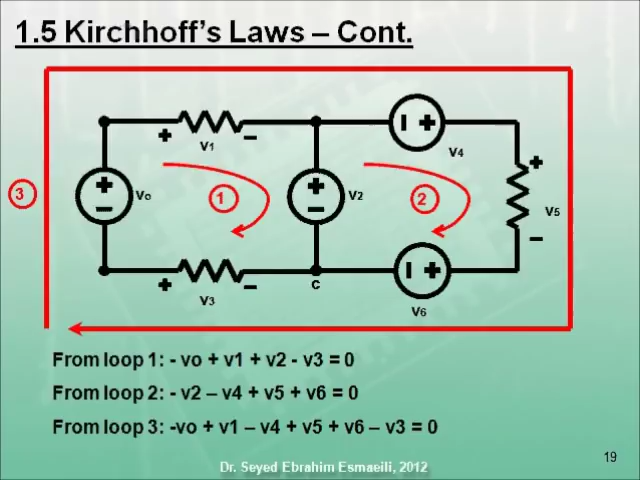 1.5 Kirchhoff's Laws – Cont.
+ v1 –
– + v4
3
+ – vo
1
+ – v2
2
+ v5 –
+ v3 –
c
– + v6
From loop 1: - vo + v1 + v2 - v3 = 0
From loop 2: - v2 – v4 + v5 + v6 = 0
From loop 3: -vo + v1 – v4 + v5 + v6 – v3 = 0
19
Dr. Seyed Ebrahim Esmaeili, 2012